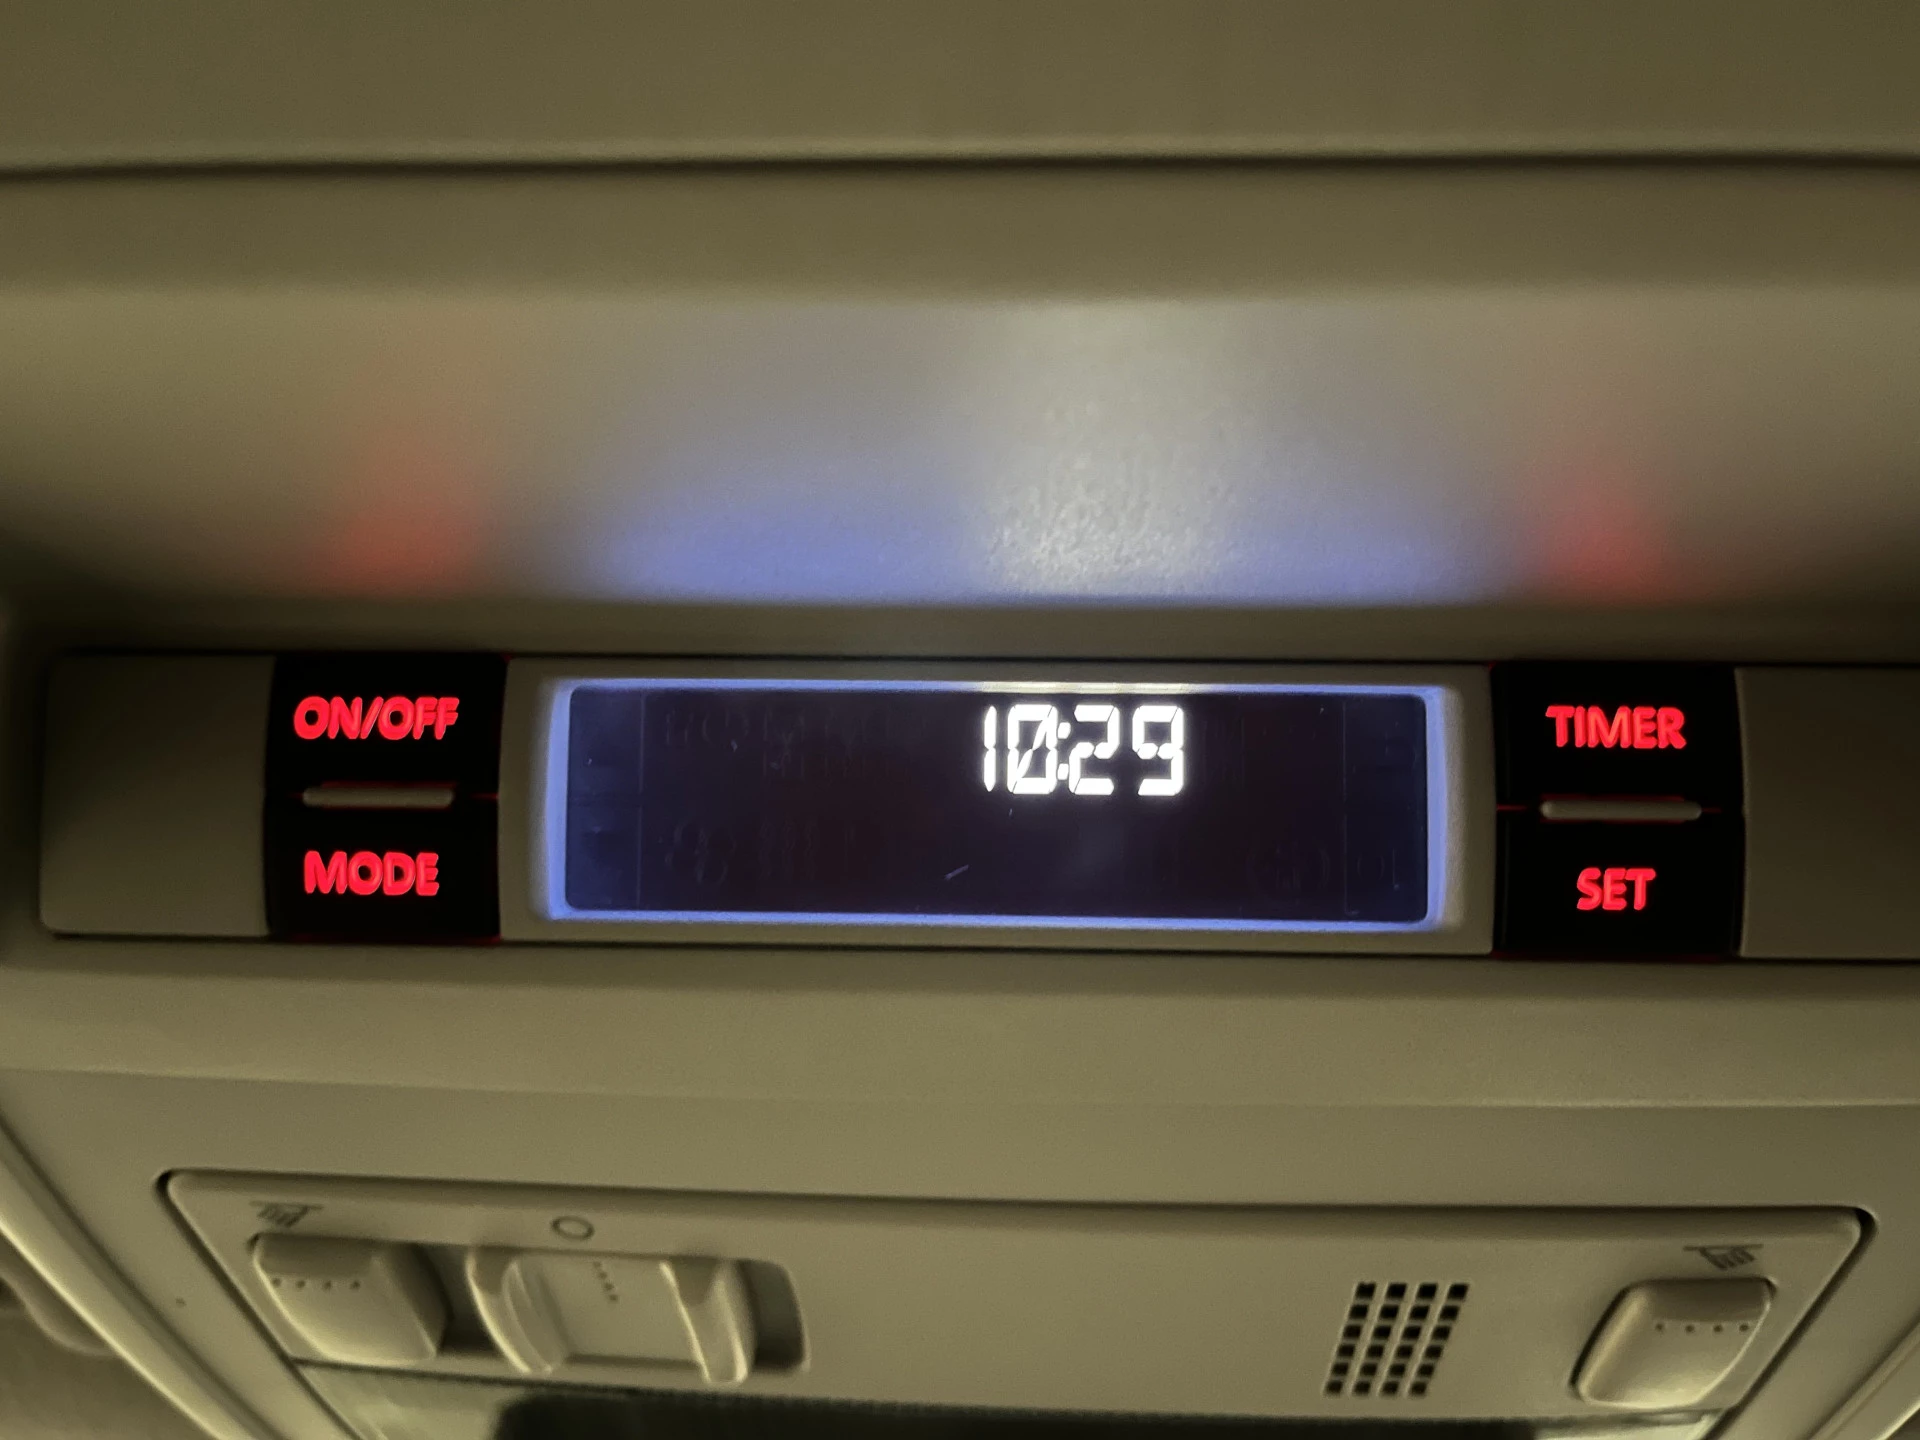 ON/OFF
10:29
TIMER
MODE
SET